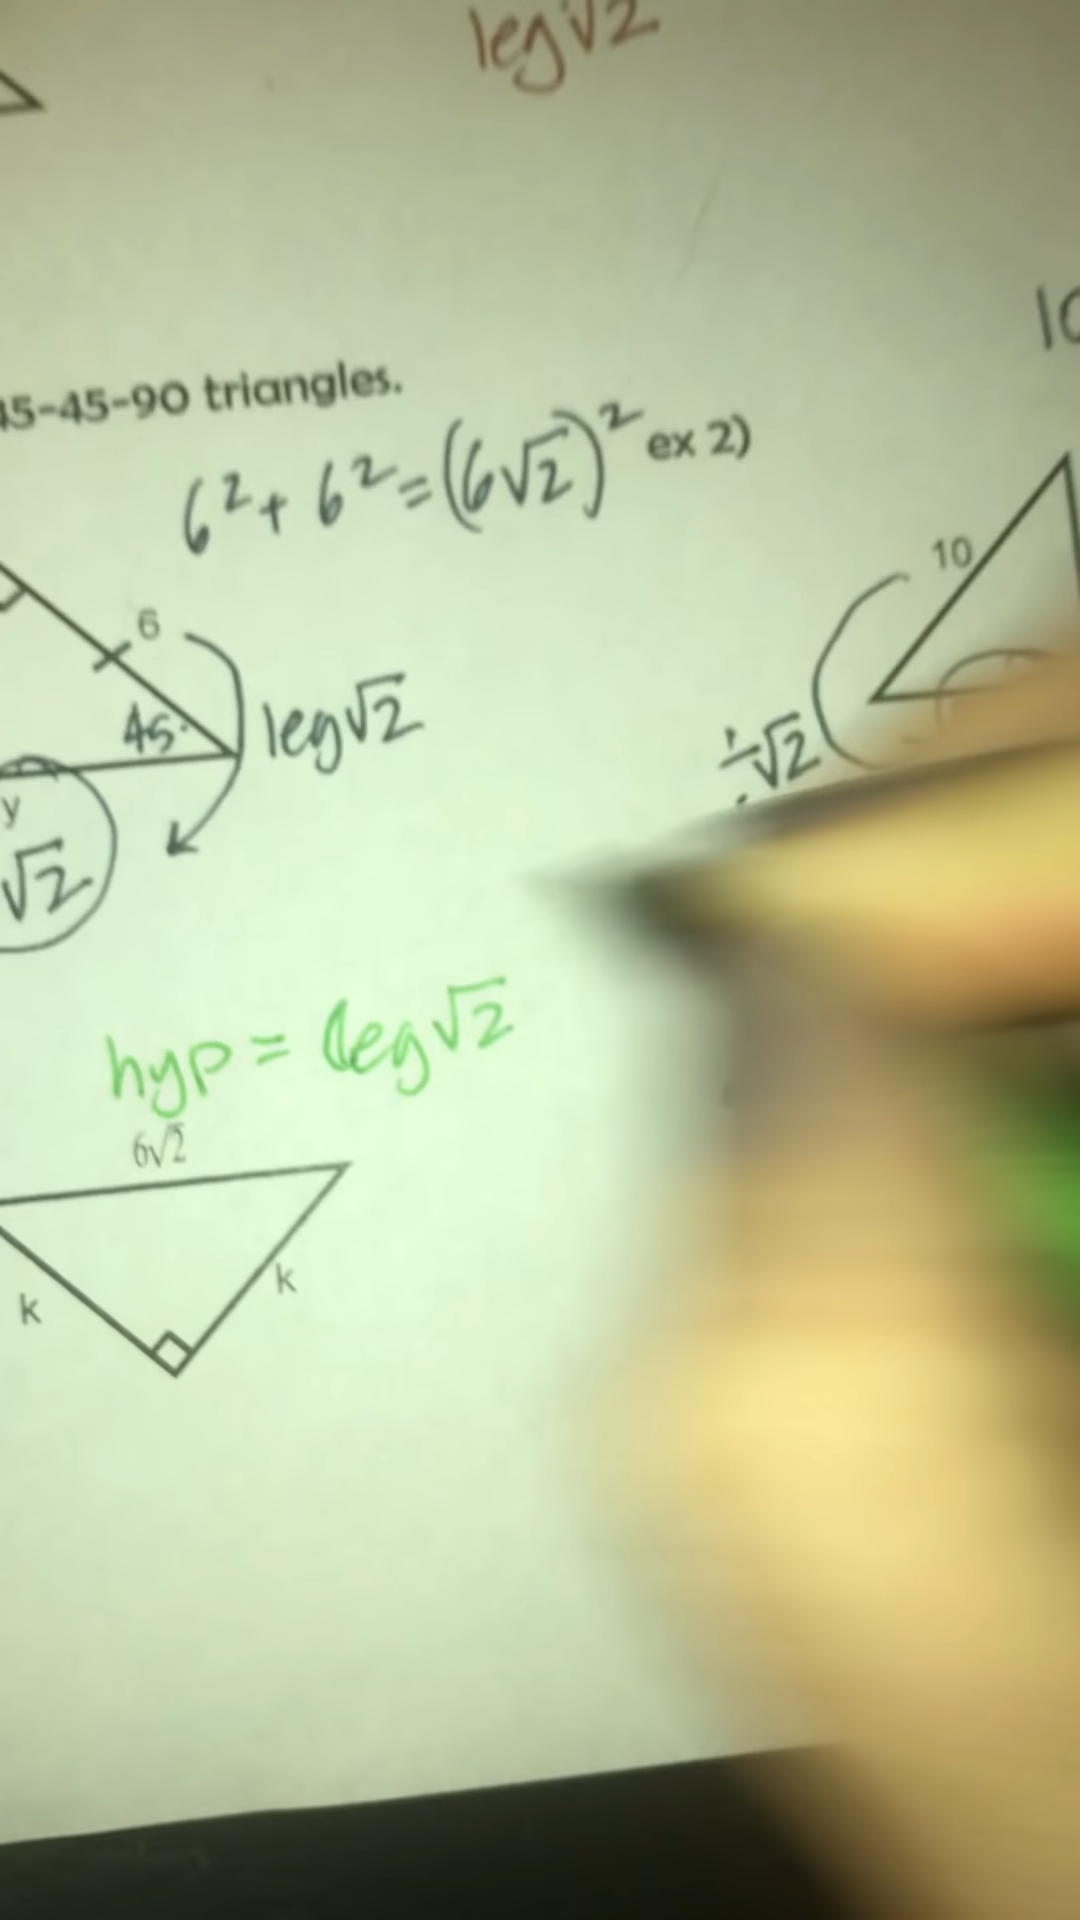 leg√2
10
45-45-90 triangles.
6² + 6² = (6√2)²
ex 2)
10
6
45°
leg√2
÷√2
y
√2
hyp = leg√2
6√2
k
k